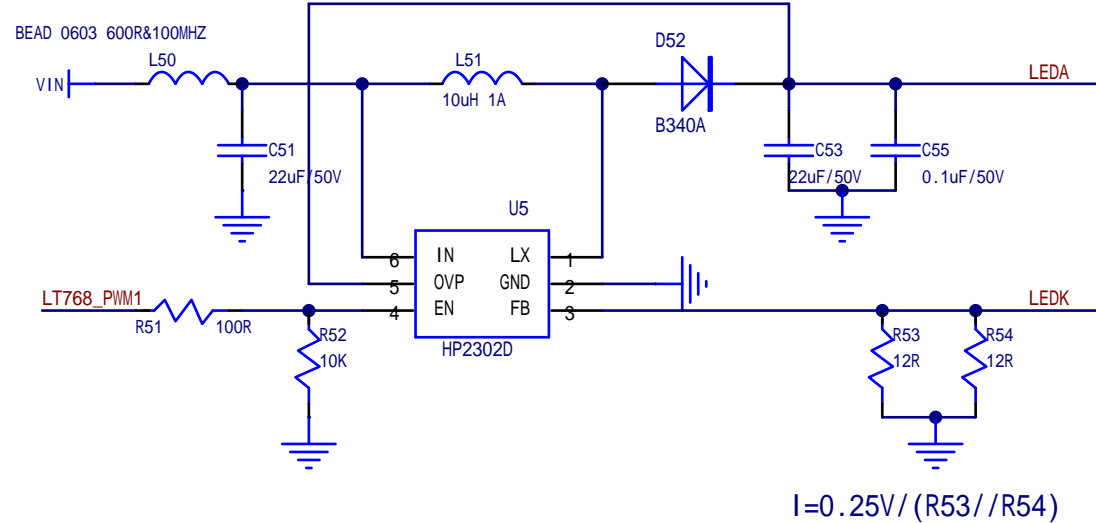 BEAD 0603 600R&100MHZ
L50
VIN
L51
10uH 1A
D52
B340A
LEDA
C51
22uF/50V
C53
22uF/50V
C55
0.1uF/50V
U5
6 IN LX 1
5 OVP GND 2
4 EN FB 3
HP2302D
LT768_PWM1
R51 100R
R52
10K
LEDK
R53
12R
R54
12R
I=0.25V/(R53//R54)